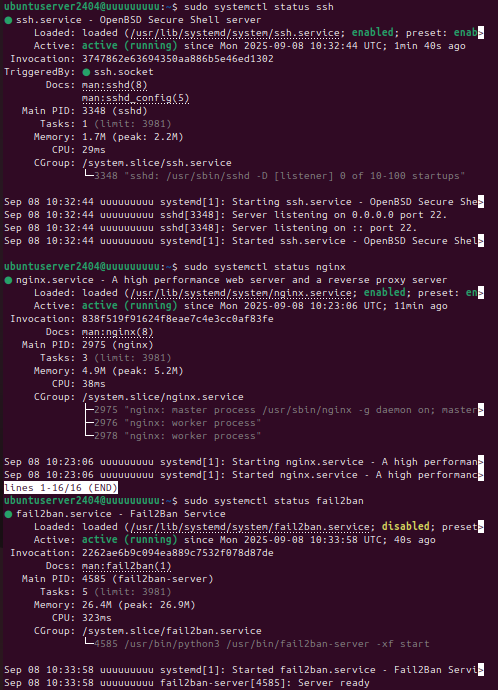 ubuntuserver2404@uuuuuuuuu:~$ sudo systemctl status ssh
● ssh.service - OpenBSD Secure Shell server
Loaded: loaded (/usr/lib/systemd/system/ssh.service; enabled; preset: enab>
Active: active (running) since Mon 2025-09-08 10:32:44 UTC; 1min 40s ago
Invocation: 3747862e63694350aa886b5e46ed1302
TriggeredBy: ● ssh.socket
Docs: man:sshd(8)
man:sshd_config(5)
Main PID: 3348 (sshd)
Tasks: 1 (limit: 3981)
Memory: 1.7M (peak: 2.2M)
CPU: 29ms
CGroup: /system.slice/ssh.service
└─3348 "sshd: /usr/sbin/sshd -D [listener] 0 of 10-100 startups"
Sep 08 10:32:44 uuuuuuuuu systemd[1]: Starting ssh.service - OpenBSD Secure She>
Sep 08 10:32:44 uuuuuuuuu sshd[3348]: Server listening on 0.0.0.0 port 22.
Sep 08 10:32:44 uuuuuuuuu sshd[3348]: Server listening on :: port 22.
Sep 08 10:32:44 uuuuuuuuu systemd[1]: Started ssh.service - OpenBSD Secure Shel>
ubuntuserver2404@uuuuuuuuu:~$ sudo systemctl status nginx
● nginx.service - A high performance web server and a reverse proxy server
Loaded: loaded (/usr/lib/systemd/system/nginx.service; enabled; preset: en>
Active: active (running) since Mon 2025-09-08 10:23:06 UTC; 11min ago
Invocation: 838f519f91624f8eae7c4e3cc0af83fe
Docs: man:nginx(8)
Main PID: 2975 (nginx)
Tasks: 3 (limit: 3981)
Memory: 4.9M (peak: 5.2M)
CPU: 38ms
CGroup: /system.slice/nginx.service
├─2975 "nginx: master process /usr/sbin/nginx -g daemon on; master>
├─2976 "nginx: worker process"
└─2978 "nginx: worker process"
Sep 08 10:23:06 uuuuuuuuu systemd[1]: Starting nginx.service - A high performan>
Sep 08 10:23:06 uuuuuuuuu systemd[1]: Started nginx.service - A high performanc>
lines 1-16/16 (END)
ubuntuserver2404@uuuuuuuuu:~$ sudo systemctl status fail2ban
● fail2ban.service - Fail2Ban Service
Loaded: loaded (/usr/lib/systemd/system/fail2ban.service; disabled; preset>
Active: active (running) since Mon 2025-09-08 10:33:58 UTC; 40s ago
Invocation: 2262ae6b9c094ea889c7532f078d87de
Docs: man:fail2ban(1)
Main PID: 4585 (fail2ban-server)
Tasks: 5 (limit: 3981)
Memory: 26.4M (peak: 26.9M)
CPU: 323ms
CGroup: /system.slice/fail2ban.service
└─4585 /usr/bin/python3 /usr/bin/fail2ban-server -xf start
Sep 08 10:33:58 uuuuuuuuu systemd[1]: Started fail2ban.service - Fail2Ban Servi>
Sep 08 10:33:58 uuuuuuuuu fail2ban-server[4585]: Server ready